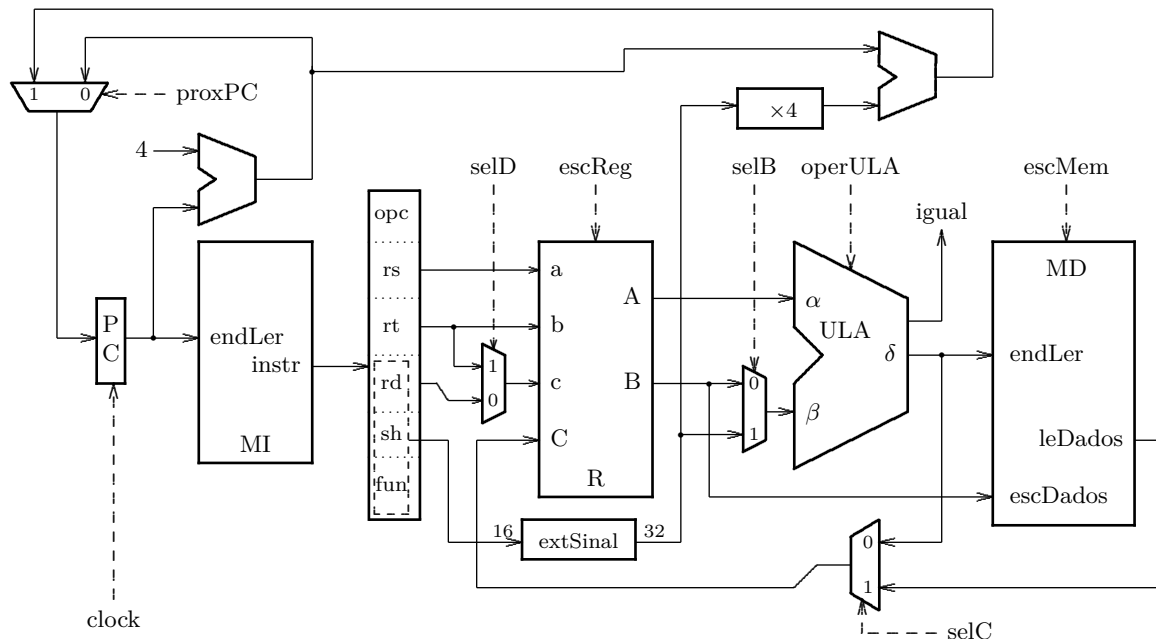 1 0
proxPC
×4
4
selD
escReg
selB
operULA
escMem
opc
igual
rs
a
MD
A
α
P
C
endLer
rt
b
ULA
δ
endLer
instr
1
rd
c
B
0
0
β
sh
C
1
leDados
MI
fun
R
escDados
16
extSinal
32
0
1
clock
selC